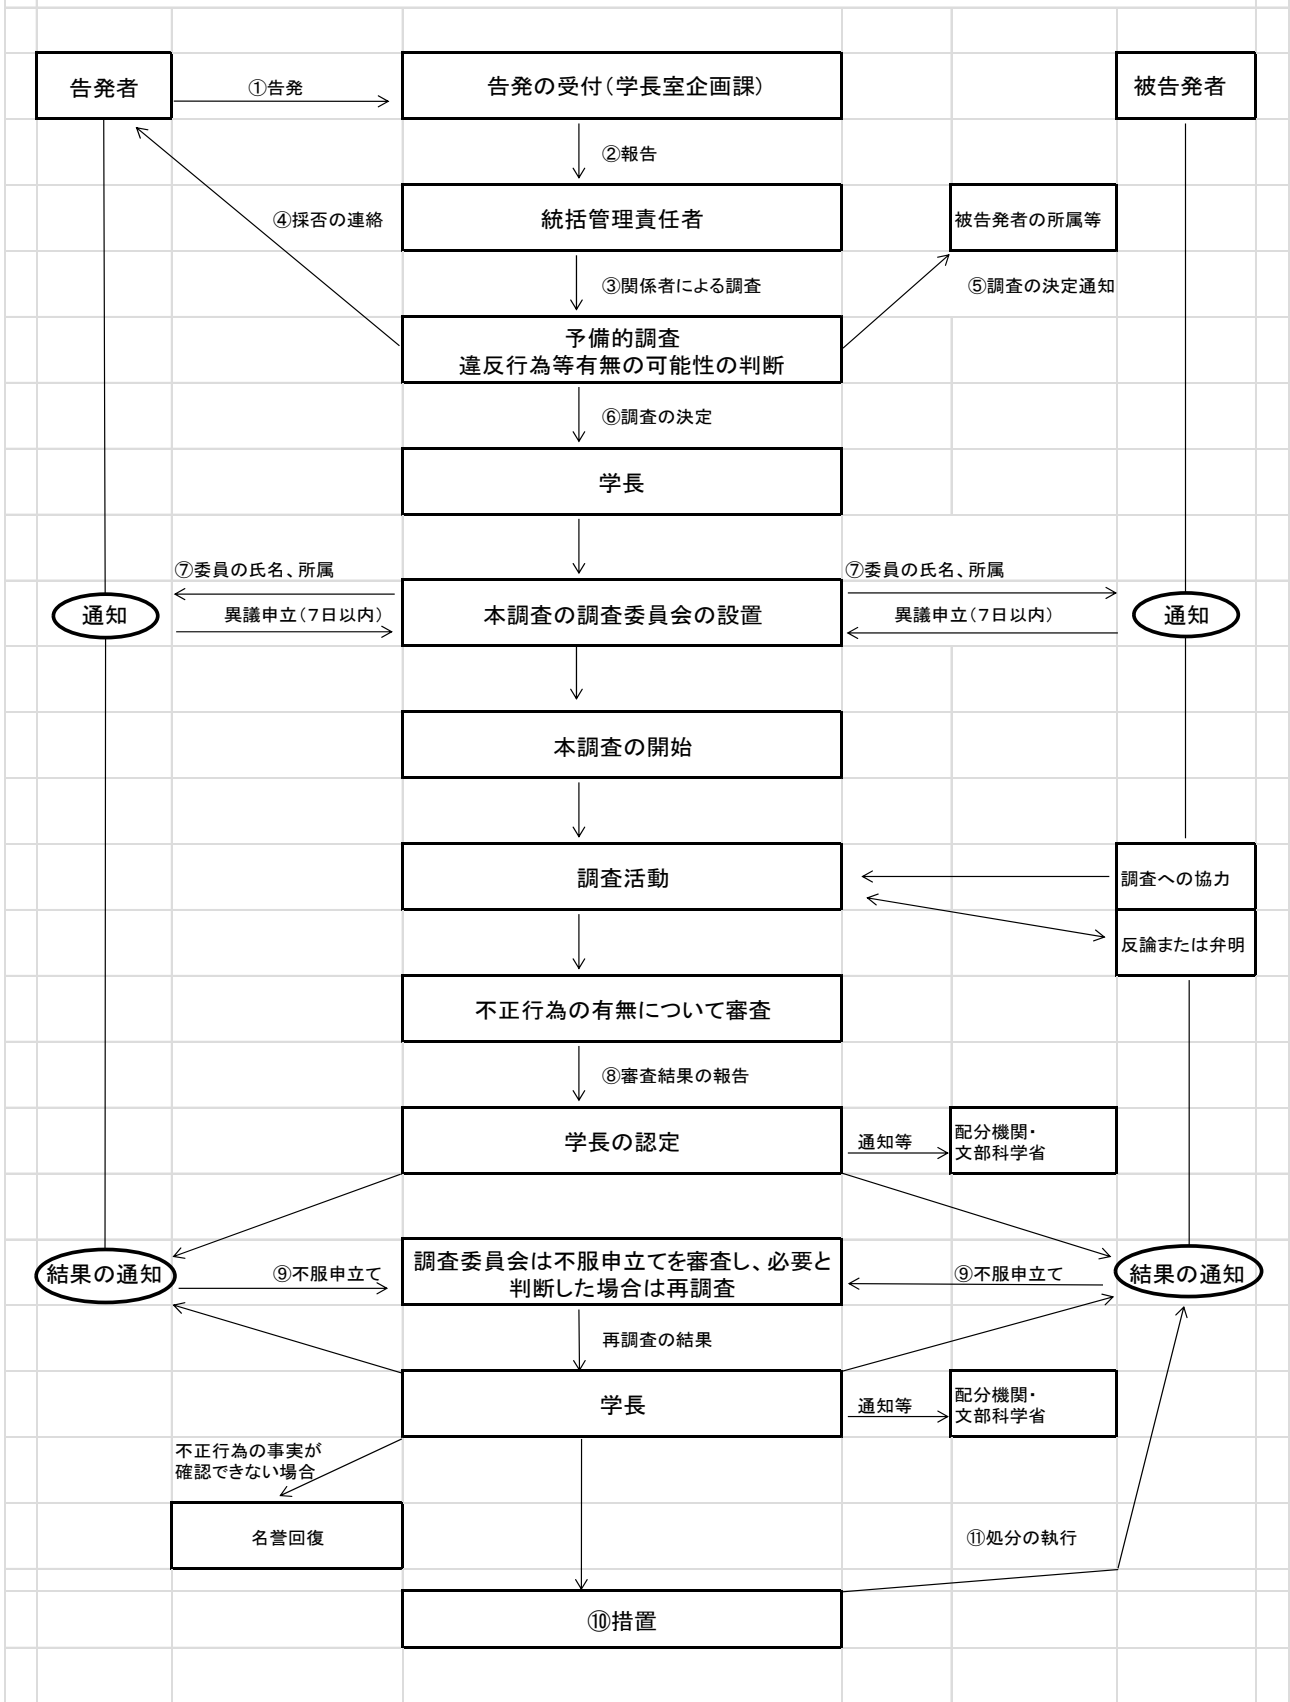 告発者
①告発
告発の受付（学長室企画課）
被告発者
②報告
④採否の連絡
統括管理責任者
被告発者の所属等
③関係者による調査
⑤調査の決定通知
予備的調査
違反行為等有無の可能性の判断
⑥調査の決定
学長
⑦委員の氏名、所属
⑦委員の氏名、所属
通知
異議申立（7日以内）
本調査の調査委員会の設置
異議申立（7日以内）
通知
本調査の開始
調査活動
調査への協力
反論または弁明
不正行為の有無について審査
⑧審査結果の報告
学長の認定
通知等
配分機関・
文部科学省
結果の通知
⑨不服申立て
調査委員会は不服申立てを審査し、必要と
判断した場合は再調査
⑨不服申立て
結果の通知
再調査の結果
学長
通知等
配分機関・
文部科学省
不正行為の事実が
確認できない場合
名誉回復
⑪処分の執行
⑩措置